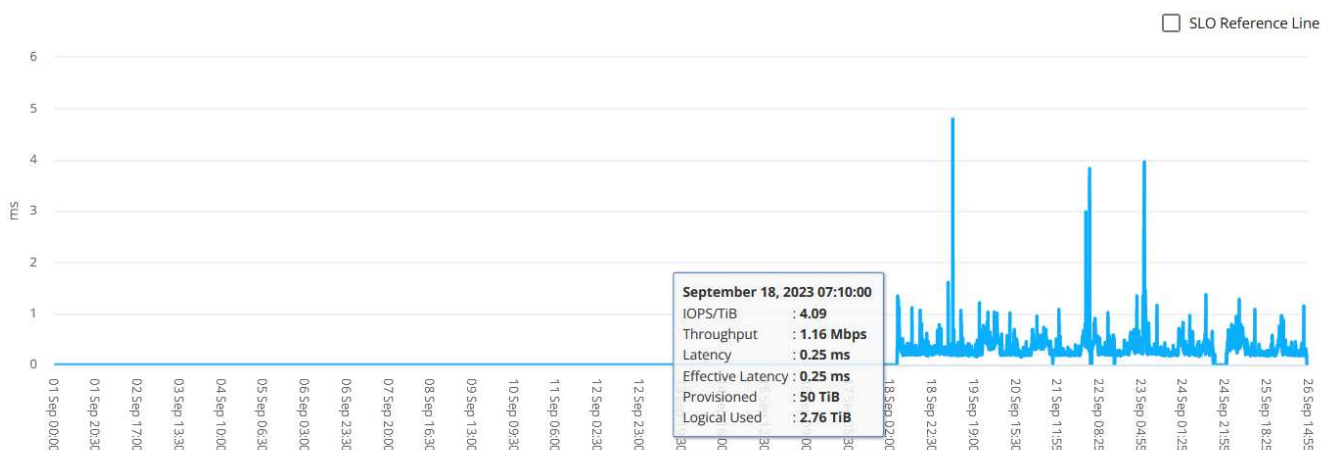 SLO Reference Line
6
5
4
3
2
1
0
ms
September 18, 2023 07:10:00
IOPS/TiB : 4.09
Throughput : 1.16 Mbps
Latency : 0.25 ms
Effective Latency : 0.25 ms
Provisioned : 50 TiB
Logical Used : 2.76 TiB
01 Sep 00:00
01 Sep 20:30
02 Sep 17:00
03 Sep 13:30
04 Sep 10:00
05 Sep 06:30
06 Sep 03:00
06 Sep 23:30
07 Sep 20:00
08 Sep 16:30
09 Sep 13:00
10 Sep 09:30
11 Sep 06:00
12 Sep 02:30
12 Sep 23:00
18 Sep 02:00
18 Sep 22:30
19 Sep 19:00
20 Sep 15:30
21 Sep 11:55
22 Sep 08:25
23 Sep 04:55
24 Sep 01:25
24 Sep 21:55
25 Sep 18:25
26 Sep 14:55